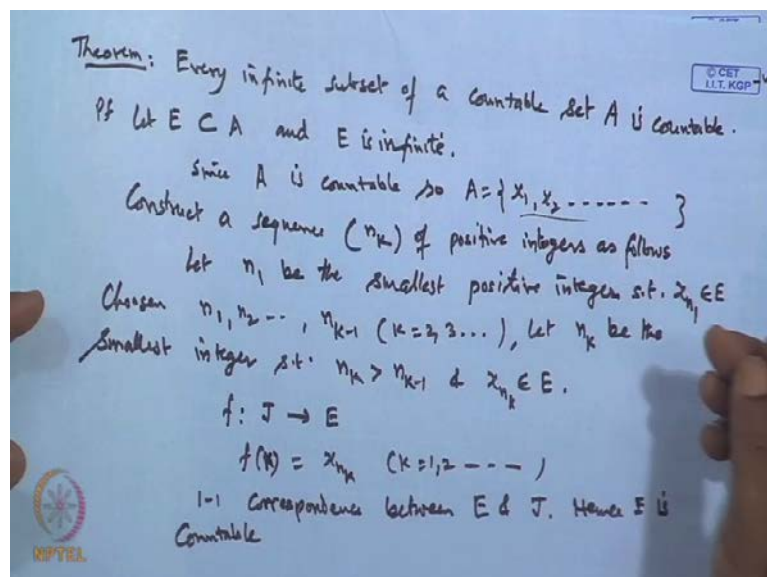 Theorem: Every infinite subset of a countable set A is countable.
© CET
I.I.T. KGP
Pf Let E ⊂ A and E is infinite.
Since A is countable so A = { x₁, x₂ ------ }
Construct a sequence (nₖ) of positive integers as follows
Let n₁ be the smallest positive integer s.t. xₙ₁ ∈ E
Choosen n₁, n₂ --, nₖ₋₁ (k=2,3...), Let nₖ be the
smallest integer s.t. nₖ > nₖ₋₁ & xₙₖ ∈ E.
f: J → E
f(k) = xₙₖ (k=1,2 ----)
1-1 correspondence between E & J. Hence E is
Countable
NPTEL